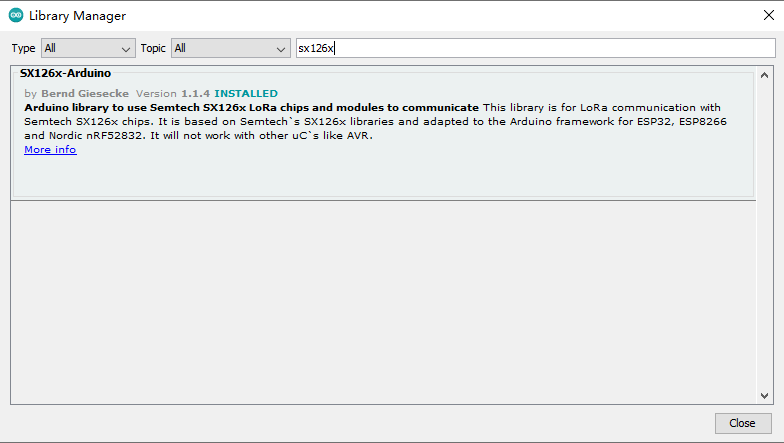 Library Manager
Type All Topic All sx126x
SX126x-Arduino
by Bernd Giesecke Version 1.1.4 INSTALLED
Arduino library to use Semtech SX126x LoRa chips and modules to communicate This library is for LoRa communication with
Semtech SX126x chips. It is based on Semtech`s SX126x libraries and adapted to the Arduino framework for ESP32, ESP8266
and Nordic nRF52832. It will not work with other uC`s like AVR.
More info
Close